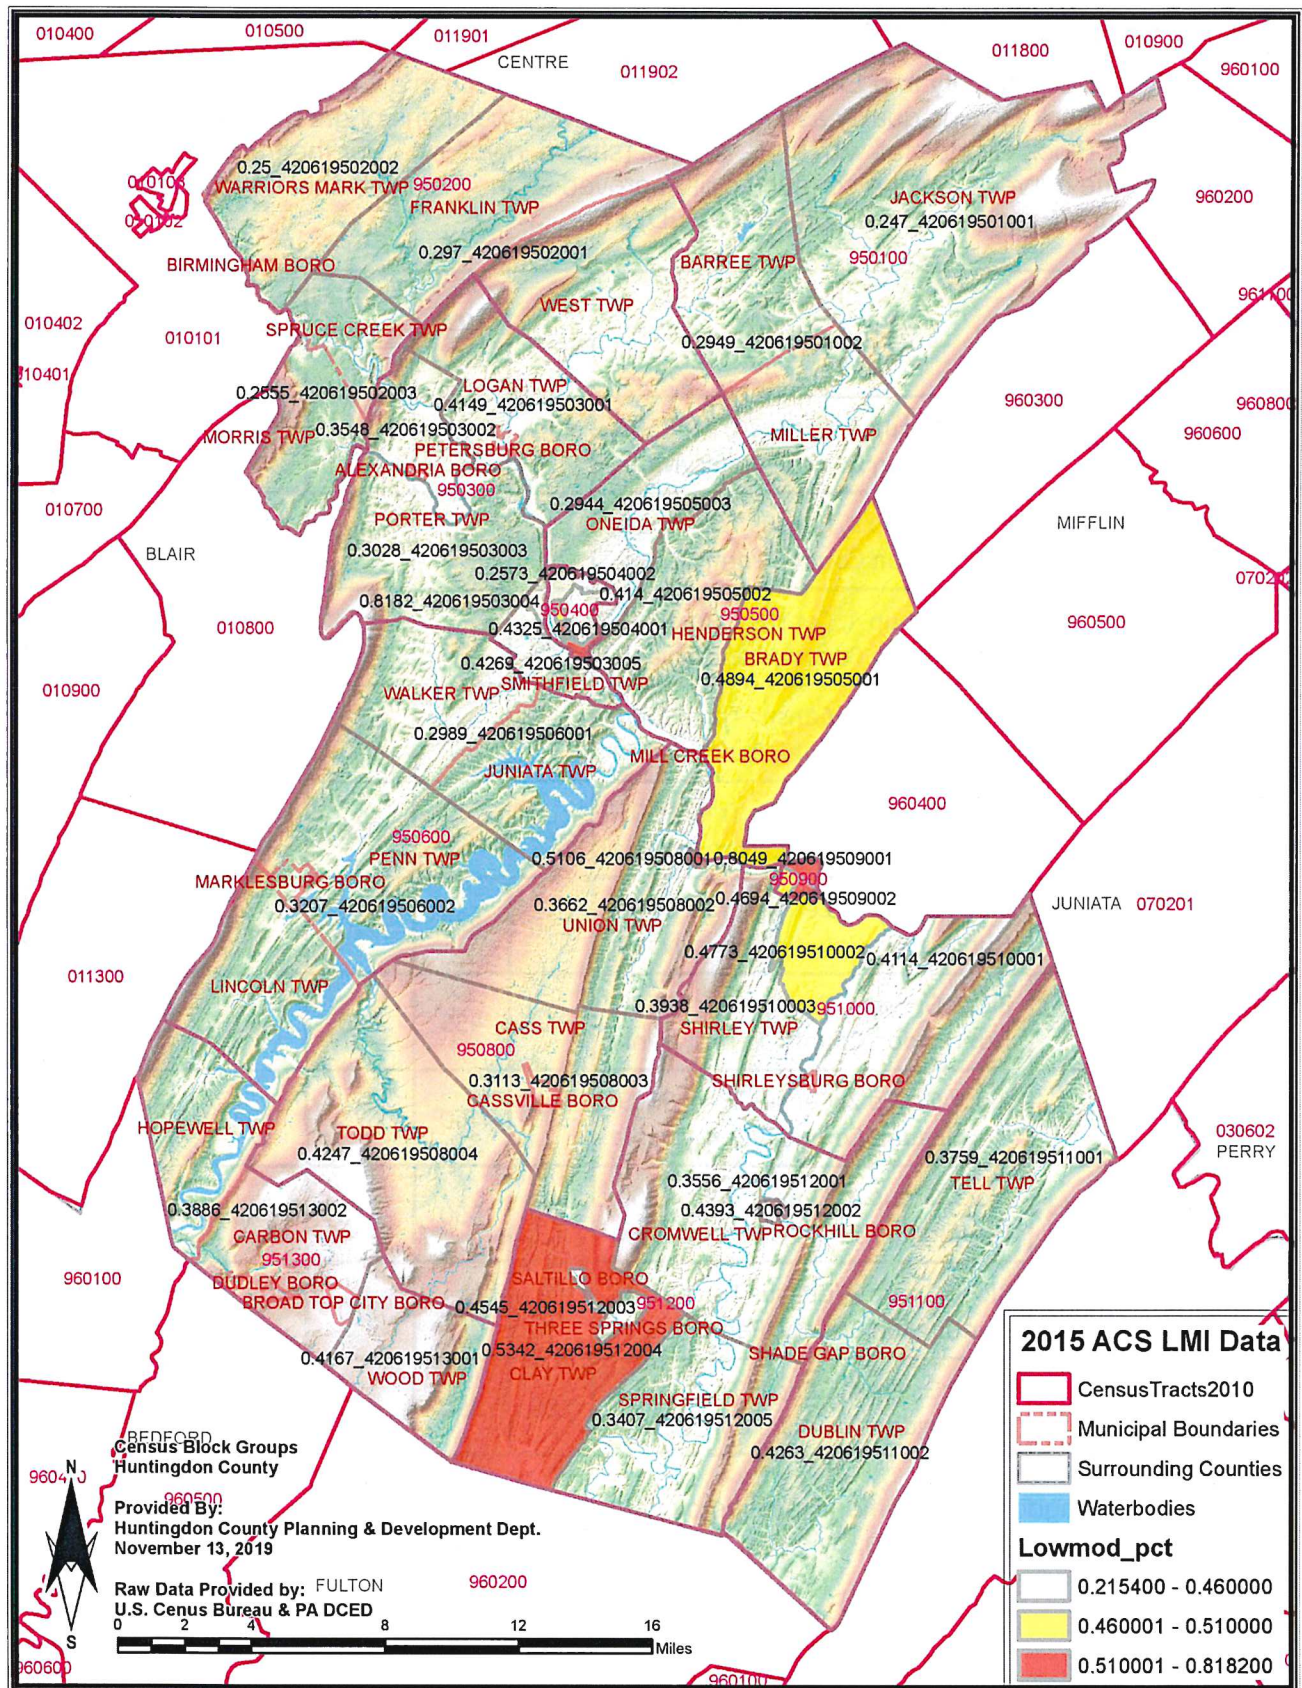 010400
010500
011901
CENTRE
011902
011800
010900
960100
0.25_420619502002
WARRIORS MARK TWP
950200
FRANKLIN TWP
JACKSON TWP
0.247_420619501001
960200
010103
010102
0.297_420619502001
BARREE TWP
950100
BIRMINGHAM BORO
WEST TWP
961100
010402
010101
SPRUCE CREEK TWP
0.2949_420619501002
010401
0.2555_420619502003
LOGAN TWP
0.4149_420619503001
960300
960800
MORRIS TWP
0.3548_420619503002
PETERSBURG BORO
MILLER TWP
960600
ALEXANDRIA BORO
950300
010700
PORTER TWP
0.2944_420619505003
ONEIDA TWP
MIFFLIN
BLAIR
0.3028_420619503003
0.2573_420619504002
0.8182_420619503004
950400
0.414_420619505002
950500
010800
0.4325_420619504001
HENDERSON TWP
960500
010900
0.4269_420619503005
BRADY TWP
WALKER TWP
SMITHFIELD TWP
0.4894_420619505001
0.2989_420619506001
MILL CREEK BORO
JUNIATA TWP
960400
950600
PENN TWP
0.5106_420619508001
0.8049_420619509001
MARKLESBURG BORO
950900
0.3207_420619506002
0.3662_420619508002
0.4694_420619509002
JUNIATA
070201
UNION TWP
0.4773_420619510002
0.4114_420619510001
011300
LINCOLN TWP
0.3938_420619510003
951000
CASS TWP
SHIRLEY TWP
950800
0.3113_420619508003
SHIRLEYSBURG BORO
CASSVILLE BORO
HOPEWELL TWP
TODD TWP
0.4247_420619508004
030602
PERRY
0.3759_420619511001
TELL TWP
0.3556_420619512001
0.3886_420619513002
0.4393_420619512002
CARBON TWP
CROMWELL TWP
ROCKHILL BORO
951300
960100
DUDLEY BORO
SALTILLO BORO
BROAD TOP CITY BORO
0.4545_420619512003
951200
951100
THREE SPRINGS BORO
0.4167_420619513001
0.5342_420619512004
SHADE GAP BORO
WOOD TWP
CLAY TWP
SPRINGFIELD TWP
0.3407_420619512005
DUBLIN TWP
0.4263_420619511002
BEDFORD
960500
FULTON
960200
960600
960100
Census Block Groups
Huntingdon County
Provided By:
Huntingdon County Planning & Development Dept.
November 13, 2019
Raw Data Provided by:
U.S. Cenus Bureau & PA DCED
N
S
0 2 4 8 12 16
Miles
2015 ACS LMI Data
CensusTracts2010
Municipal Boundaries
Surrounding Counties
Waterbodies
Lowmod_pct
0.215400 - 0.460000
0.460001 - 0.510000
0.510001 - 0.818200